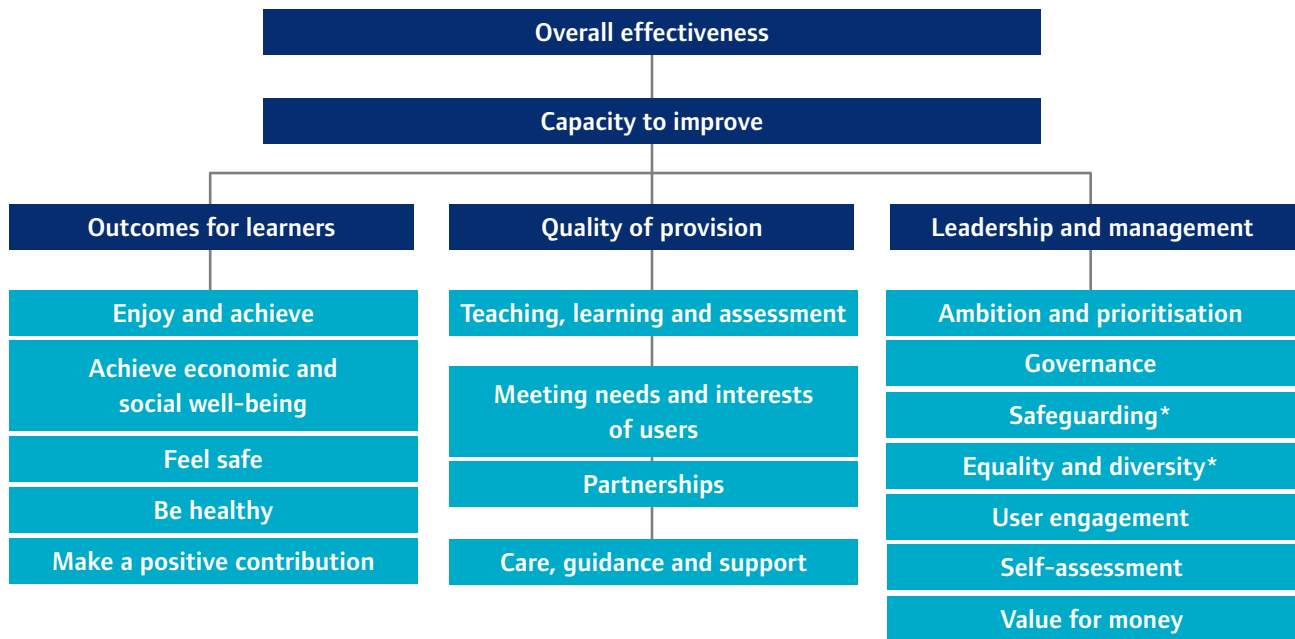 Overall effectiveness
Capacity to improve
Outcomes for learners
Enjoy and achieve
Achieve economic and
social well-being
Feel safe
Be healthy
Make a positive contribution
Quality of provision
Teaching, learning and assessment
Meeting needs and interests
of users
Partnerships
Care, guidance and support
Leadership and management
Ambition and prioritisation
Governance
Safeguarding*
Equality and diversity*
User engagement
Self-assessment
Value for money